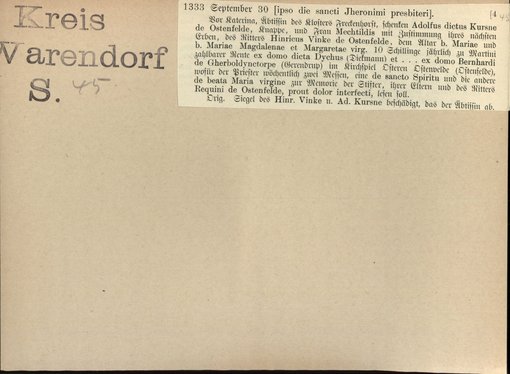 Kreis
Warendorf
S. 45
1333 September 30 [ipso die sancti Jheronimi presbiteri]. [4
Vor Katerina, Äbtissin des Klosters Freckenhorst, schenken Adolfus dictus Kursne
de Ostenfelde, Knappe, und Frau Mechtildis mit Zustimmung ihres nächsten
Erben, des Ritters Hinricus Vinke de Ostenfelde, dem Altar b. Mariae und
b. Mariae Magdalenae et Margaretae virg. 10 Schillinge jährlich zu Martini
zahlbarer Rente ex domo dicta Dychus (Dieckmann) et . . . ex domo Bernhardi
de Gherboldynctorpe (Gerendrup) im Kirchspiel Osteren Ostenvelde (Ostenfelde),
wofür der Priester wöchentlich zwei Messen, eine de sancto Spiritu und die andere
de beata Maria virgine zur Memorie der Stifter, ihrer Eltern und des Ritters
Requini de Ostenfelde, prout dolor interfecti, lesen soll.
Orig. Siegel des Hinr. Vinke u. Ad. Kursne beschädigt, das der Äbtissin ab.